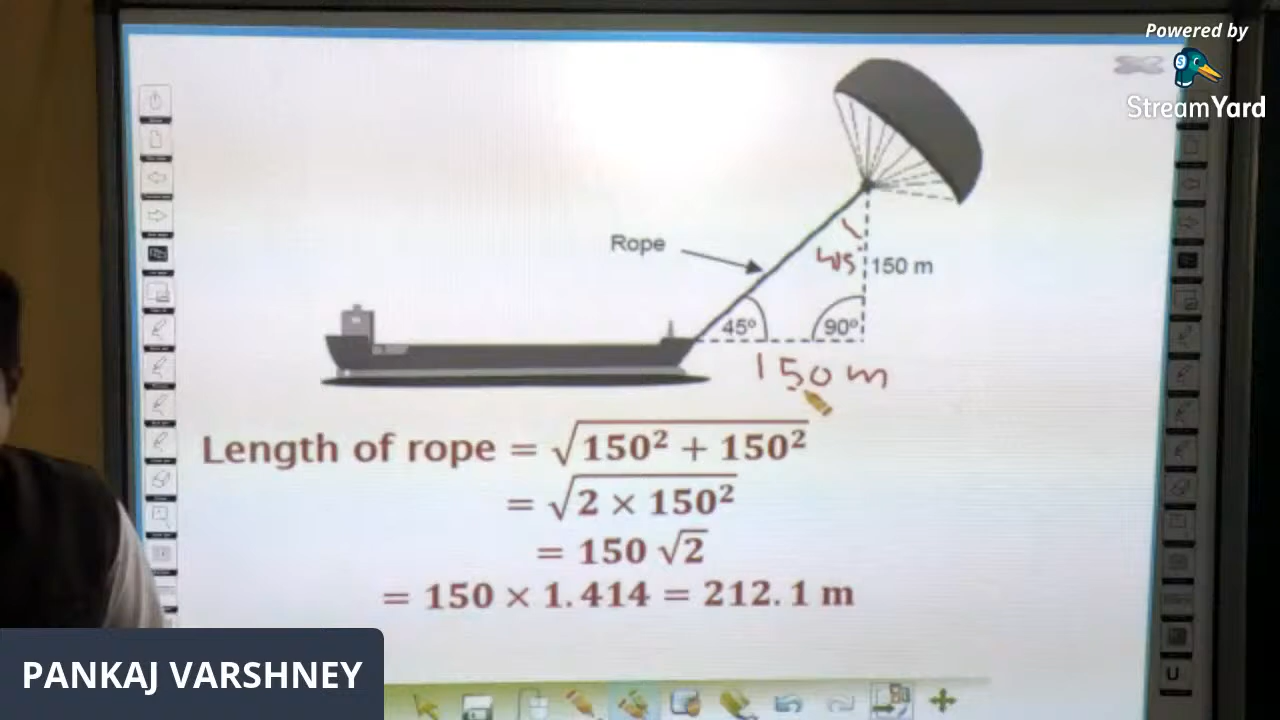 Powered by
StreamYard
Rope
45
150 m
45°
90°
150 m
Length of rope = √150² + 150²
= √2 × 150²
= 150 √2
= 150 × 1.414 = 212.1 m
PANKAJ VARSHNEY
U